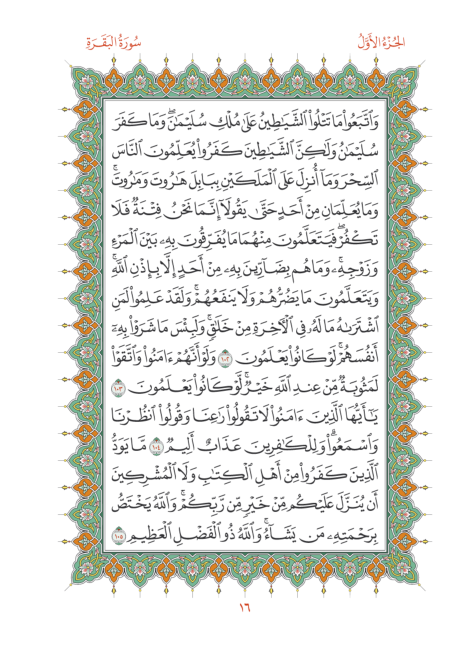 الجُزْءُ الأَوَّلُ
سُورَةُ البَقَرَةِ
وَٱتَّبَعُوا۟ مَا تَتْلُوا۟ ٱلشَّيَٰطِينُ عَلَىٰ مُلْكِ سُلَيْمَٰنَۖ وَمَا كَفَرَ
سُلَيْمَٰنُ وَلَٰكِنَّ ٱلشَّيَٰطِينَ كَفَرُوا۟ يُعَلِّمُونَ ٱلنَّاسَ
ٱلسِّحْرَ وَمَآ أُنزِلَ عَلَى ٱلْمَلَكَيْنِ بِبَابِلَ هَٰرُوتَ وَمَٰرُوتَۚ
وَمَا يُعَلِّمَانِ مِنْ أَحَدٍ حَتَّىٰ يَقُولَآ إِنَّمَا نَحْنُ فِتْنَةٌ فَلَا
تَكْفُرْۖ فَيَتَعَلَّمُونَ مِنْهُمَا مَا يُفَرِّقُونَ بِهِۦ بَيْنَ ٱلْمَرْءِ
وَزَوْجِهِۦۚ وَمَا هُم بِضَآرِّينَ بِهِۦ مِنْ أَحَدٍ إِلَّا بِإِذْنِ ٱللَّهِۚ
وَيَتَعَلَّمُونَ مَا يَضُرُّهُمْ وَلَا يَنفَعُهُمْۚ وَلَقَدْ عَلِمُوا۟ لَمَنِ
ٱشْتَرَىٰهُ مَا لَهُۥ فِى ٱلْـَٔاخِرَةِ مِنْ خَلَٰقٍۚ وَلَبِئْسَ مَا شَرَوْا۟ بِهِۦٓ
أَنفُسَهُمْۚ لَوْ كَانُوا۟ يَعْلَمُونَ ١٠٢ وَلَوْ أَنَّهُمْ ءَامَنُوا۟ وَٱتَّقَوْا۟
لَمَثُوبَةٌ مِّنْ عِندِ ٱللَّهِ خَيْرٌۖ لَّوْ كَانُوا۟ يَعْلَمُونَ ١٠٣
يَٰٓأَيُّهَا ٱلَّذِينَ ءَامَنُوا۟ لَا تَقُولُوا۟ رَٰعِنَا وَقُولُوا۟ ٱنظُرْنَا
وَٱسْمَعُوا۟ۗ وَلِلْكَٰفِرِينَ عَذَابٌ أَلِيمٌ ١٠٤ مَّا يَوَدُّ
ٱلَّذِينَ كَفَرُوا۟ مِنْ أَهْلِ ٱلْكِتَٰبِ وَلَا ٱلْمُشْرِكِينَ
أَن يُنَزَّلَ عَلَيْكُم مِّنْ خَيْرٍ مِّن رَّبِّكُمْۚ وَٱللَّهُ يَخْتَصُّ
بِرَحْمَتِهِۦ مَن يَشَآءُۚ وَٱللَّهُ ذُو ٱلْفَضْلِ ٱلْعَظِيمِ ١٠٥
١٦